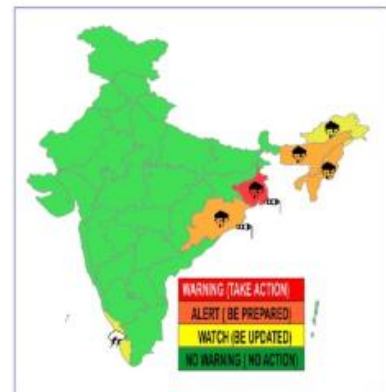 WARNING (TAKE ACTION)
ALERT ( BE PREPARED)
WATCH (BE UPDATED)
NO WARNING ( NO ACTION)